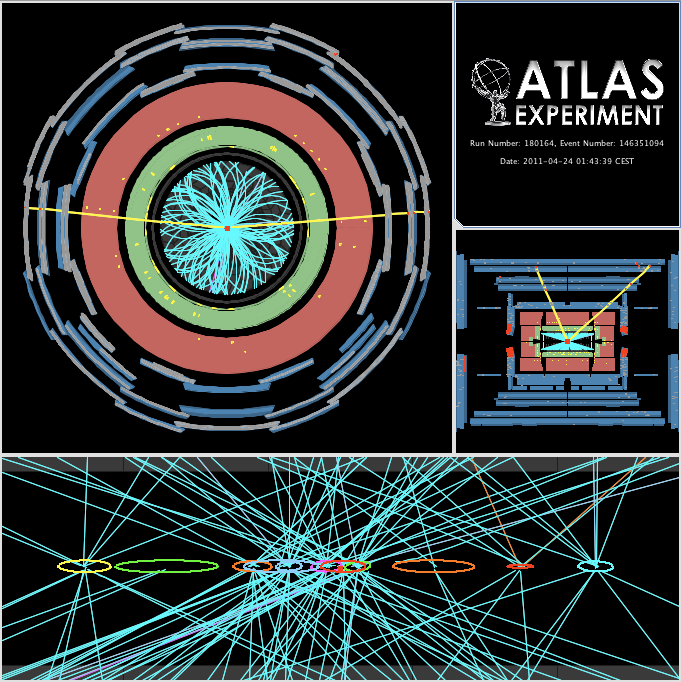 ATLAS
EXPERIMENT
Run Number: 180164, Event Number: 146351094
Date: 2011-04-24 01:43:39 CEST